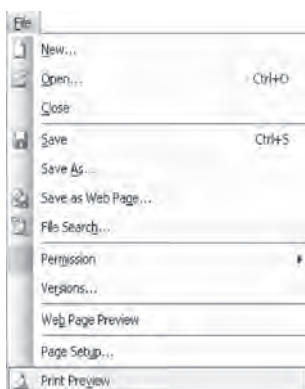 File
New...
Open... Ctrl+O
Close
Save Ctrl+S
Save As...
Save as Web Page...
File Search...
Permission
Versions...
Web Page Preview
Page Setup...
Print Preview